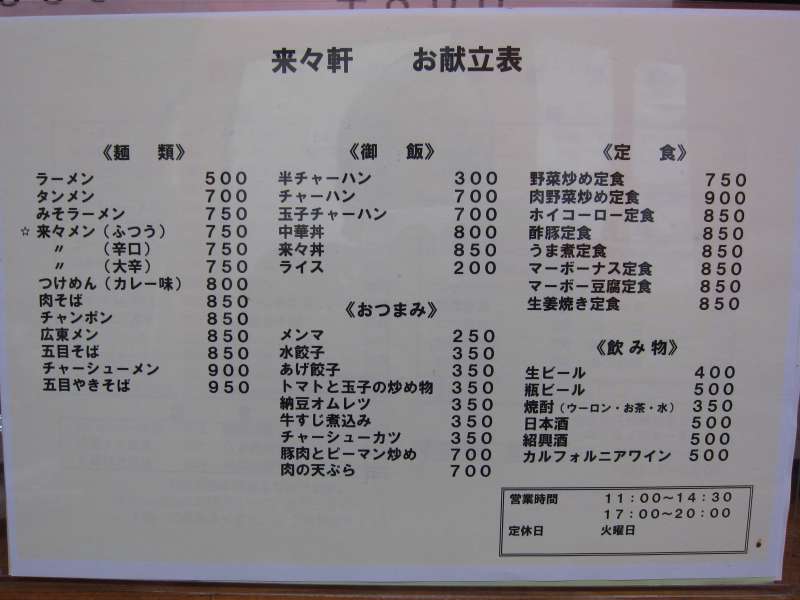 来々軒　お献立表
《麺　類》
ラーメン　500
タンメン　700
みそラーメン　750
☆来々メン（ふつう）　750
〃　（辛口）　750
〃　（大辛）　750
つけめん（カレー味）　800
肉そば　850
チャンポン　850
広東メン　850
五目そば　850
チャーシューメン　900
五目やきそば　950
《御　飯》
半チャーハン　300
チャーハン　700
玉子チャーハン　700
中華丼　800
来々丼　850
ライス　200
《おつまみ》
メンマ　250
水餃子　350
あげ餃子　350
トマトと玉子の炒め物　350
納豆オムレツ　350
牛すじ煮込み　350
チャーシューカツ　350
豚肉とピーマン炒め　700
肉の天ぷら　700
《定　食》
野菜炒め定食　750
肉野菜炒め定食　900
ホイコーロー定食　850
酢豚定食　850
うま煮定食　850
マーボーナス定食　850
マーボー豆腐定食　850
生姜焼き定食　850
《飲み物》
生ビール　400
瓶ビール　500
焼酎（ウーロン・お茶・水）　350
日本酒　500
紹興酒　500
カルフォルニアワイン　500
営業時間　11:00～14:30
17:00～20:00
定休日　火曜日